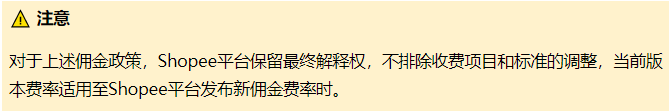 注意
对于上述佣金政策，Shopee平台保留最终解释权，不排除收费项目和标准的调整，当前版
本费率适用至Shopee平台发布新佣金费率时。